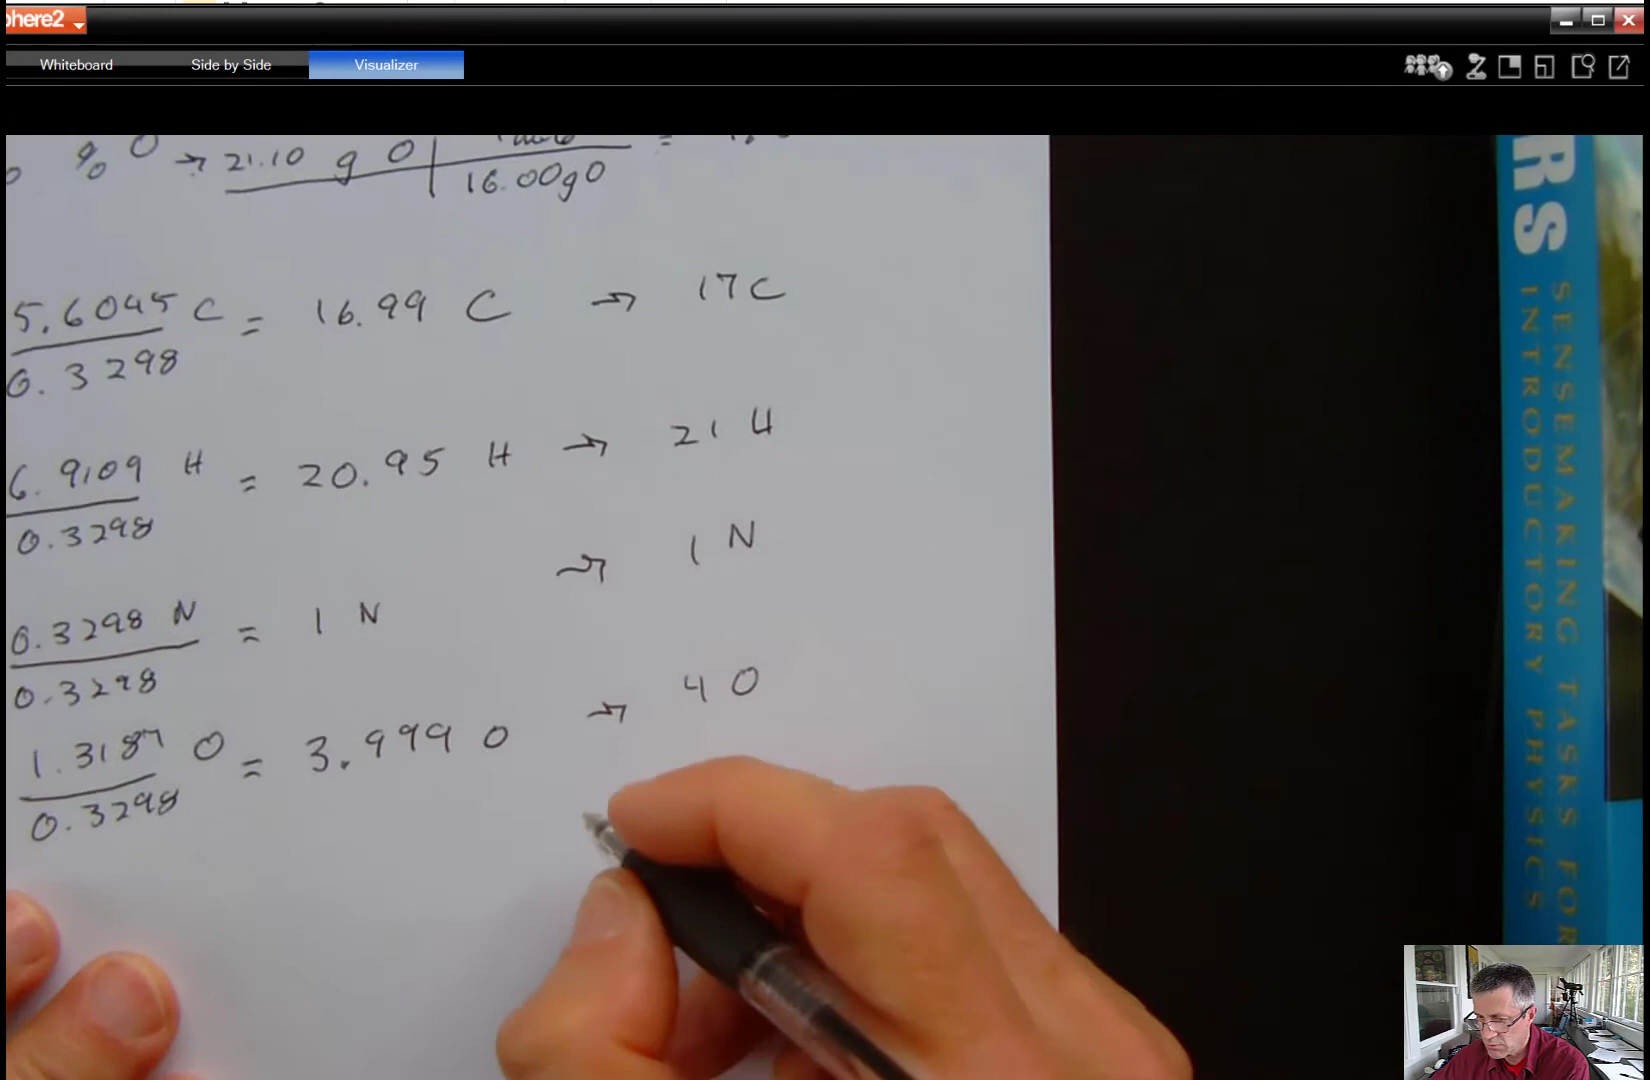 phere2
Whiteboard Side by Side Visualizer
% O → 21.10 g O
16.00 g O
5.6045 C = 16.99 C → 17 C
0.3298
6.9109 H = 20.95 H → 21 H
0.3298
0.3298 N = 1 N → 1 N
0.3298
1.3187 O = 3.999 O → 4 O
0.3298
RS
SENSEMAKING TASKS FOR
INTRODUCTORY PHYSICS